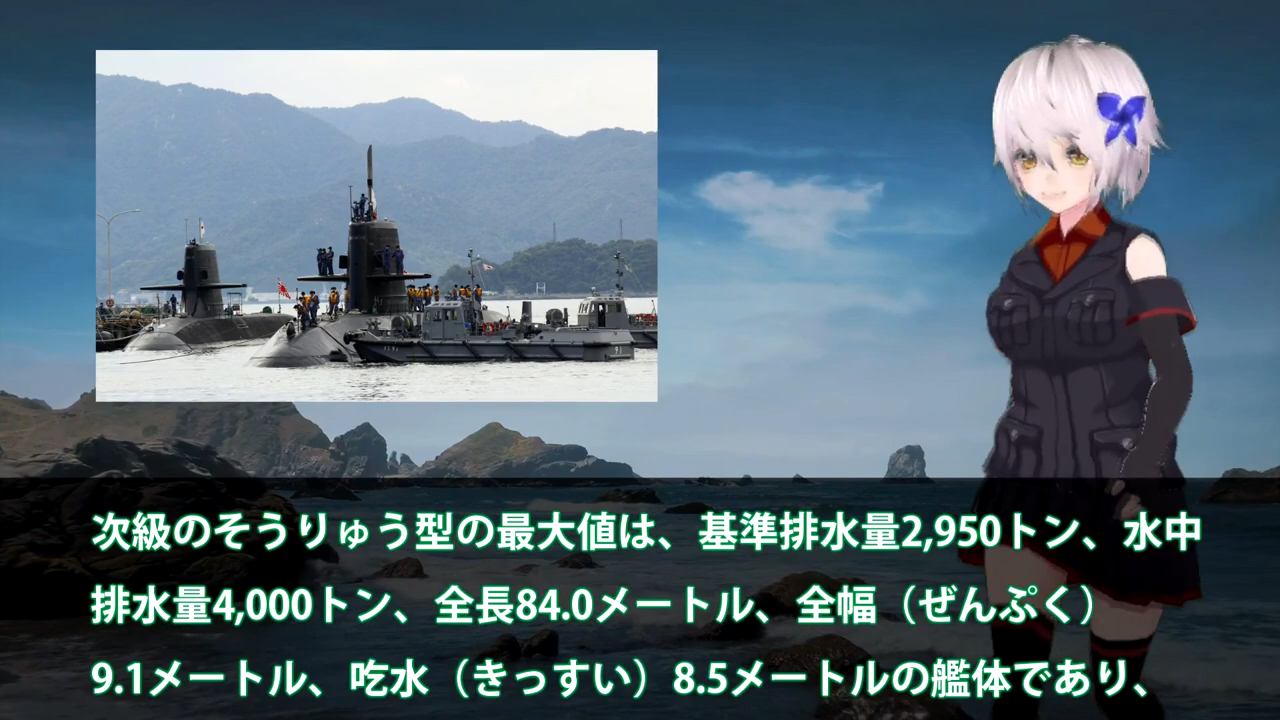 次級のそうりゅう型の最大値は、基準排水量2,950トン、水中
排水量4,000トン、全長84.0メートル、全幅（ぜんぷく）
9.1メートル、吃水（きっすい）8.5メートルの艦体であり、